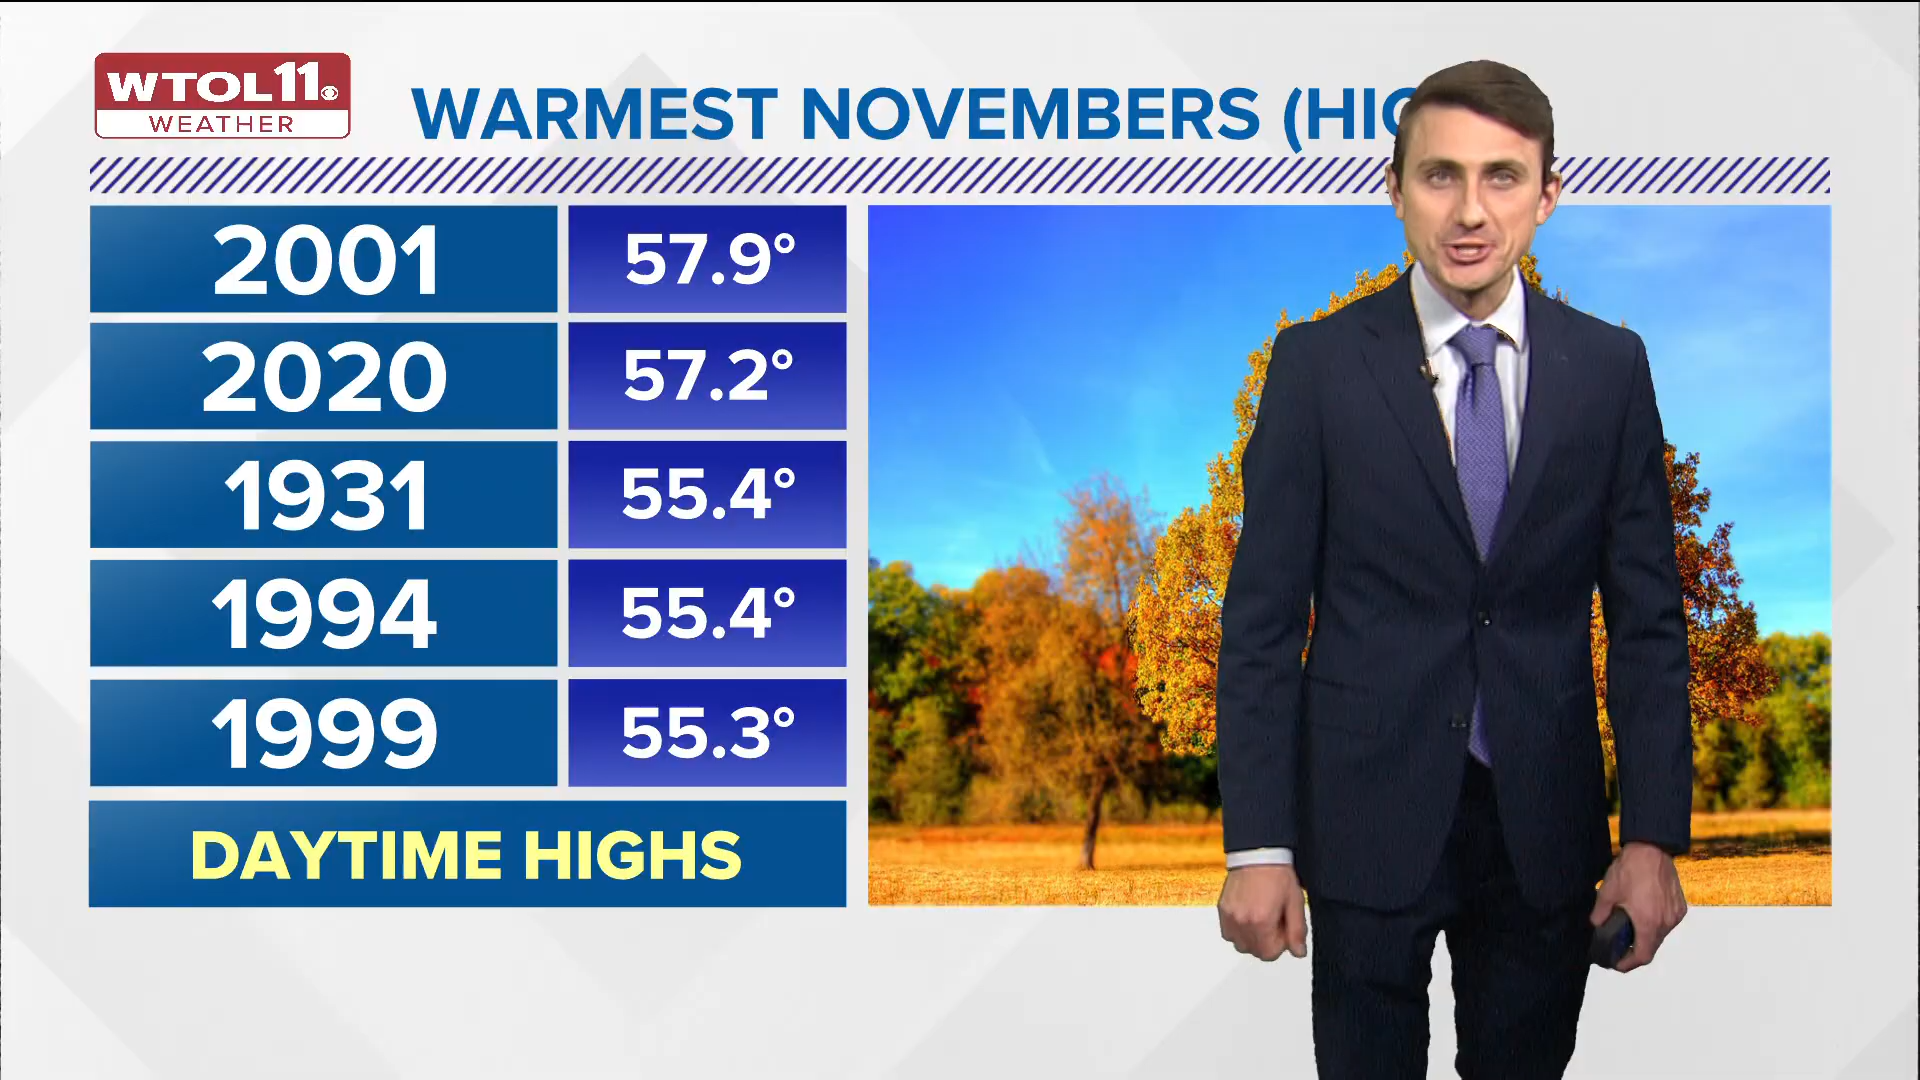 WTOL11
WEATHER
WARMEST NOVEMBERS
2001 57.9°
2020 57.2°
1931 55.4°
1994 55.4°
1999 55.3°
DAYTIME HIGHS